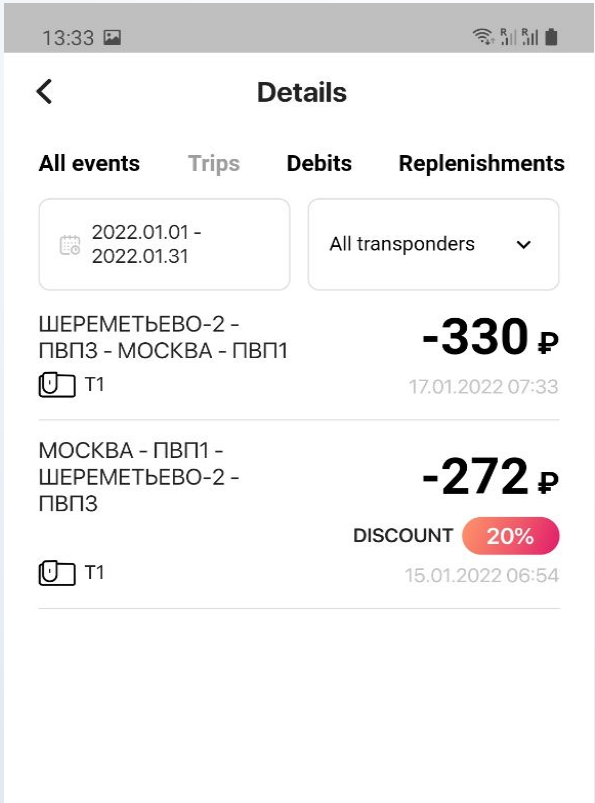 13:33
Details
All events Trips Debits Replenishments
2022.01.01 -
2022.01.31
All transponders
ШЕРЕМЕТЬЕВО-2 -
ПВП3 - МОСКВА - ПВП1
-330 ₽
T1
17.01.2022 07:33
МОСКВА - ПВП1 -
ШЕРЕМЕТЬЕВО-2 -
ПВП3
-272 ₽
DISCOUNT 20%
T1
15.01.2022 06:54